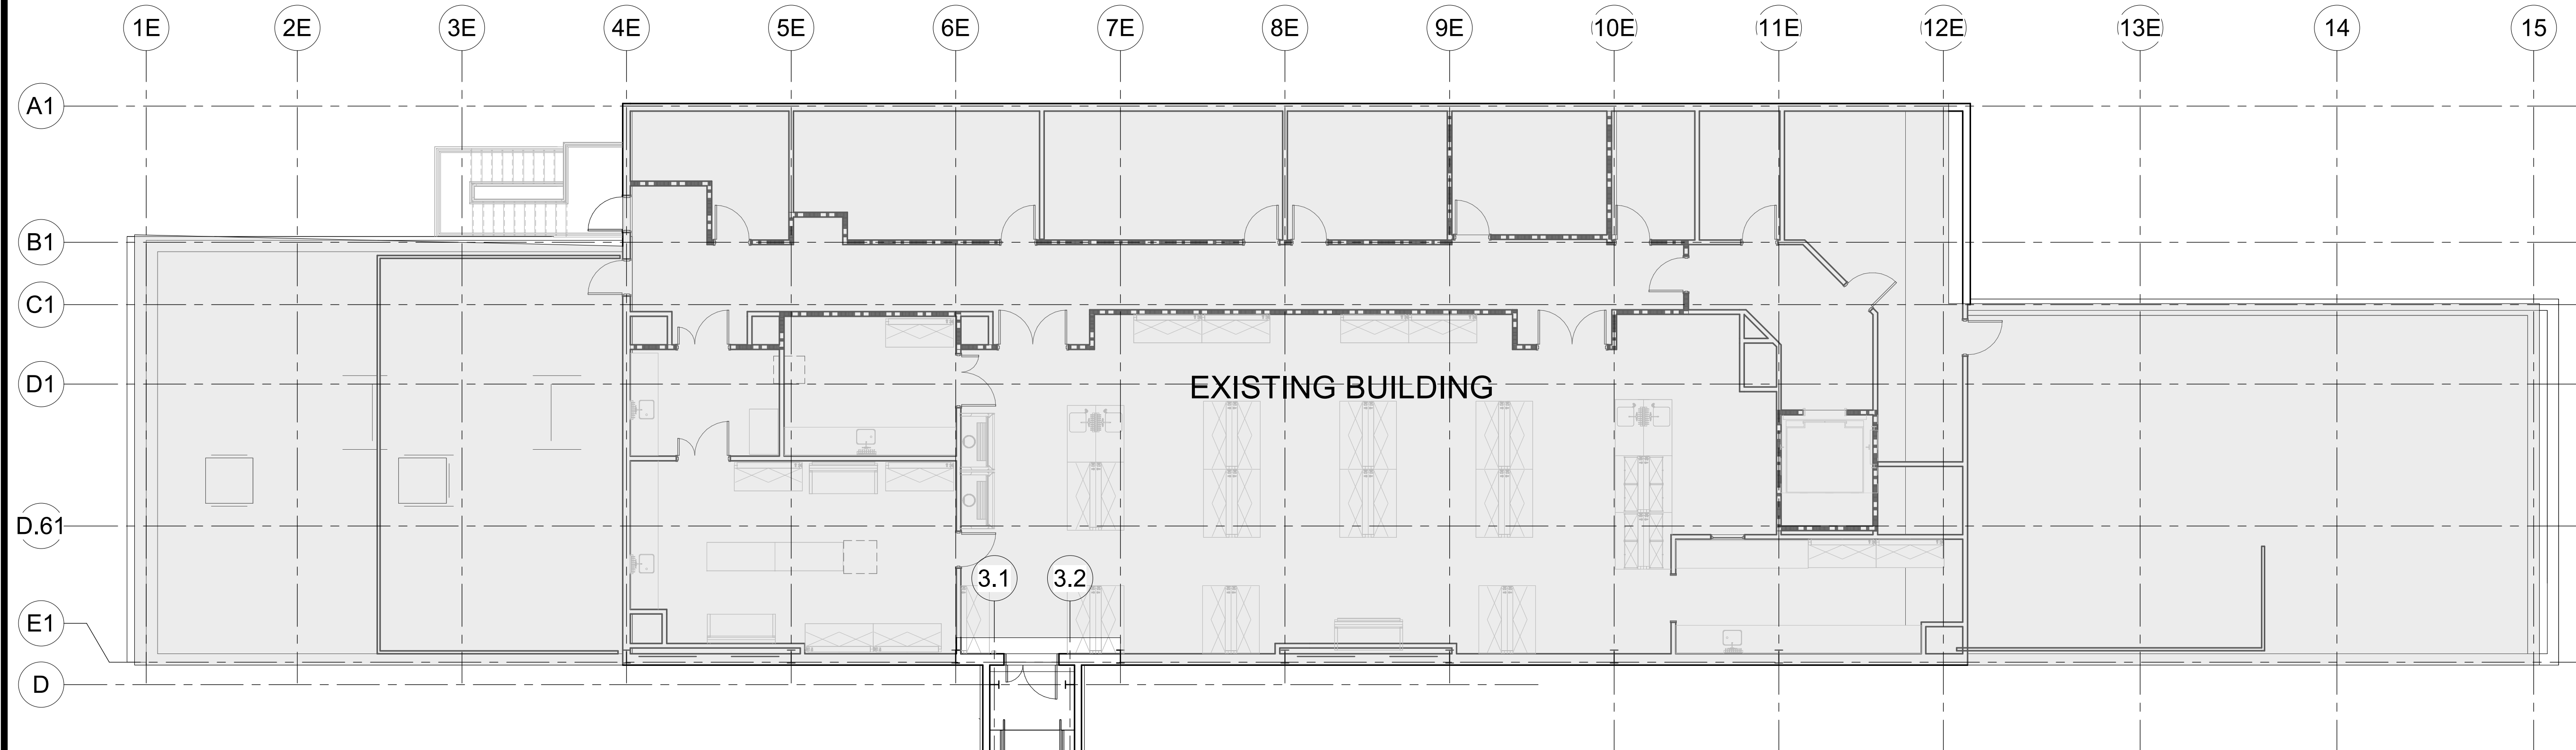 1E 2E 3E 4E 5E 6E 7E 8E 9E 10E 11E 12E 13E 14 15
A1
B1
C1
D1
EXISTING BUILDING
D.61
3.1 3.2
E1
D